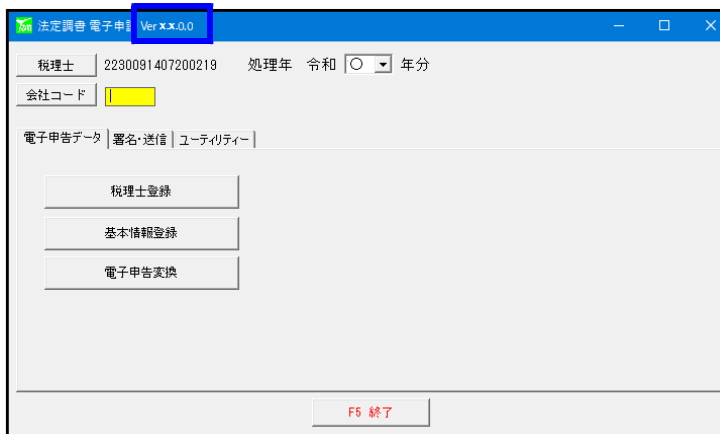 法定調書 電子申 Ver x.x.0.0
税理士 2230091407200219 処理年 令和 〇 年分
会社コード
電子申告データ 署名・送信 ユーティリティー
税理士登録
基本情報登録
電子申告変換
F5 終了